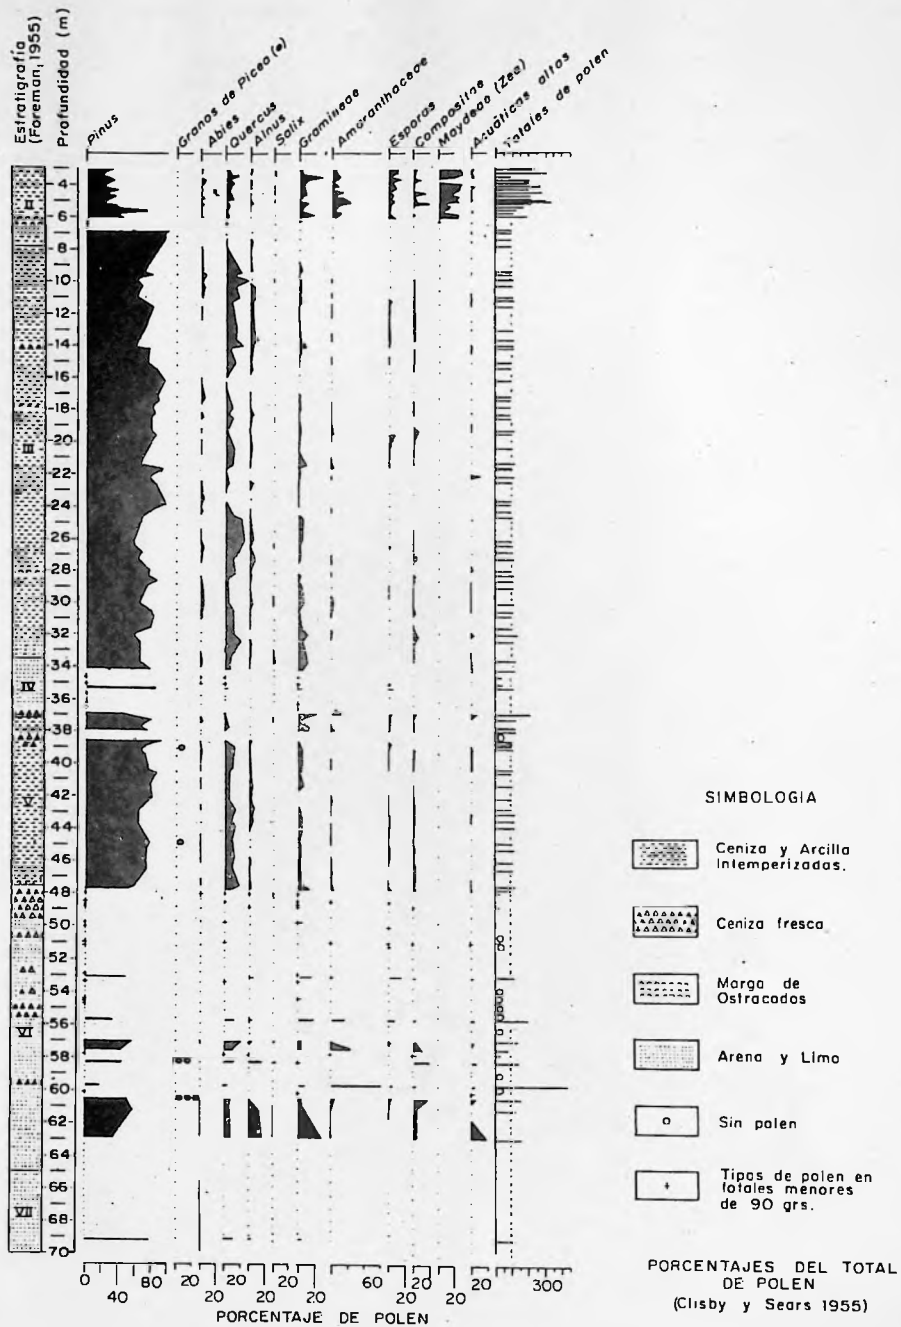 Estratigrafía
(Foreman, 1955)
Profundidad (m)
Pinus
Granos de Picea (•)
Abies
Quercus
Alnus
Salix
Gramineae
Amaranthaceae
Esporas
Compositae
Maydeae (Zea)
Acuáticas altas
Totales de polen
II
III
IV
V
VI
VII
4
6
8
10
12
14
16
18
20
22
24
26
28
30
32
34
36
38
40
42
44
46
48
50
52
54
56
58
60
62
64
66
68
70
0 80 20 20 20 20 60 20 20 20
40 20 20 20 20 20 20 300
PORCENTAJE DE POLEN
SIMBOLOGIA
Ceniza y Arcilla
Intemperizadas.
Ceniza fresca
Marga de
Ostracodos
Arena y Limo
Sin polen
Tipos de polen en
totales menores
de 90 grs.
PORCENTAJES DEL TOTAL
DE POLEN
(Clisby y Sears 1955)